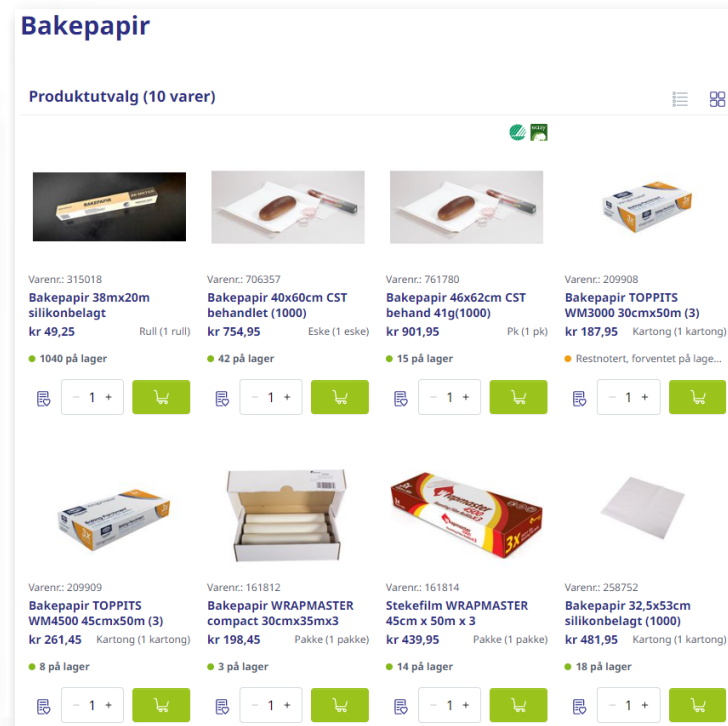 Bakepapir
Produktutvalg (10 varer)
BAKEPAPIR
Varenr.: 315018
Bakepapir 38mx20m
silikonbelagt
kr 49,25 Rull (1 rull)
1040 på lager
1
Varenr.: 706357
Bakepapir 40x60cm CST
behandlet (1000)
kr 754,95 Eske (1 eske)
42 på lager
1
Varenr.: 761780
Bakepapir 46x62cm CST
behand 41g(1000)
kr 901,95 Pk (1 pk)
15 på lager
1
Varenr.: 209908
Bakepapir TOPPITS
WM3000 30cmx50m (3)
kr 187,95 Kartong (1 kartong)
Restnotert, forventet på lage...
1
Varenr.: 209909
Bakepapir TOPPITS
WM4500 45cmx50m (3)
kr 261,45 Kartong (1 kartong)
8 på lager
1
Varenr.: 161812
Bakepapir WRAPMASTER
compact 30cmx35mx3
kr 198,45 Pakke (1 pakke)
3 på lager
1
Wrapmaster
4500
3x
Varenr.: 161814
Stekefilm WRAPMASTER
45cm x 50m x 3
kr 439,95 Pakke (1 pakke)
14 på lager
1
Varenr.: 258752
Bakepapir 32,5x53cm
silikonbelagt (1000)
kr 481,95 Kartong (1 kartong)
18 på lager
1